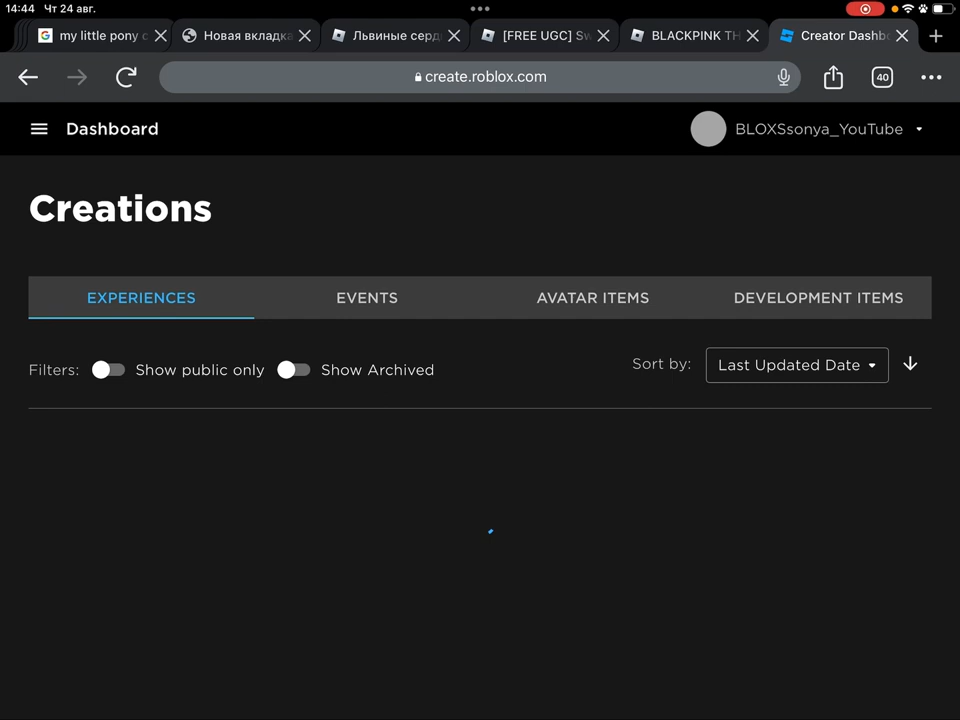 14:44 Чт 24 авг.
my little pony
Новая вкладка
Львиные серд
[FREE UGC] Sw
BLACKPINK TH
Creator Dashb
create.roblox.com
40
Dashboard
BLOXSsonya_YouTube
Creations
EXPERIENCES
EVENTS
AVATAR ITEMS
DEVELOPMENT ITEMS
Filters:
Show public only
Show Archived
Sort by:
Last Updated Date